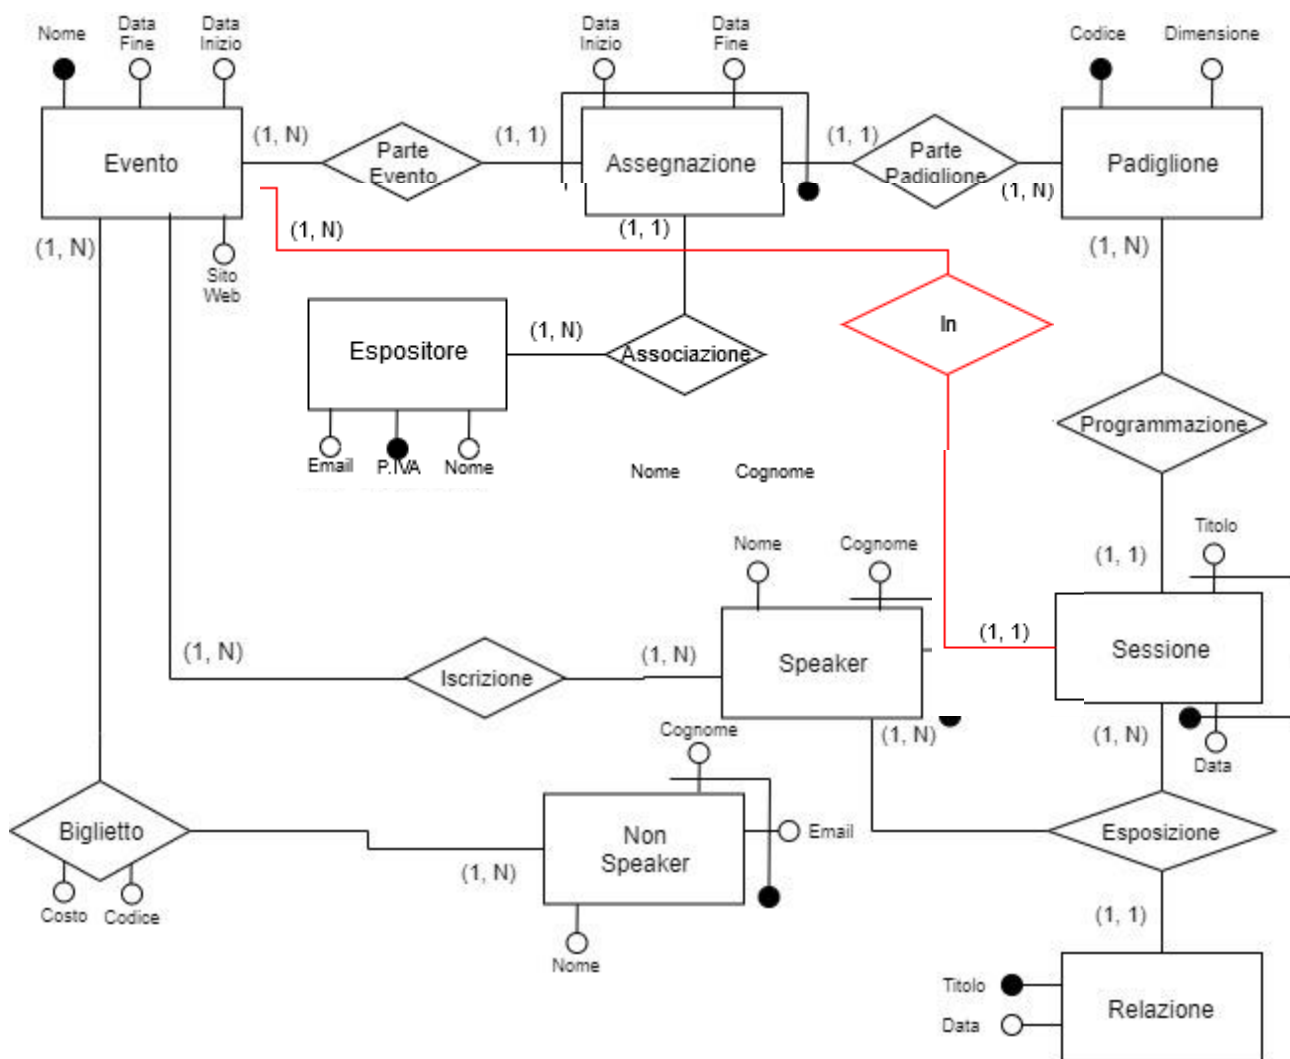 Nome
Data
Fine
Data
Inizio
Data
Inizio
Data
Fine
Codice
Dimensione
Evento
(1, N)
Parte
Evento
(1, 1)
Assegnazione
(1, 1)
Parte
Padiglione
(1, N)
Padiglione
(1, N)
Sito
Web
(1, N)
(1, 1)
(1, N)
Espositore
(1, N)
Associazione
In
Programmazione
Email
P.IVA
Nome
Nome
Cognome
Nome
Cognome
Titolo
(1, 1)
(1, N)
Iscrizione
(1, N)
Speaker
(1, 1)
Sessione
Cognome
(1, N)
(1, N)
Data
Biglietto
(1, N)
Non
Speaker
Email
Esposizione
Costo
Codice
Nome
(1, 1)
Titolo
Data
Relazione